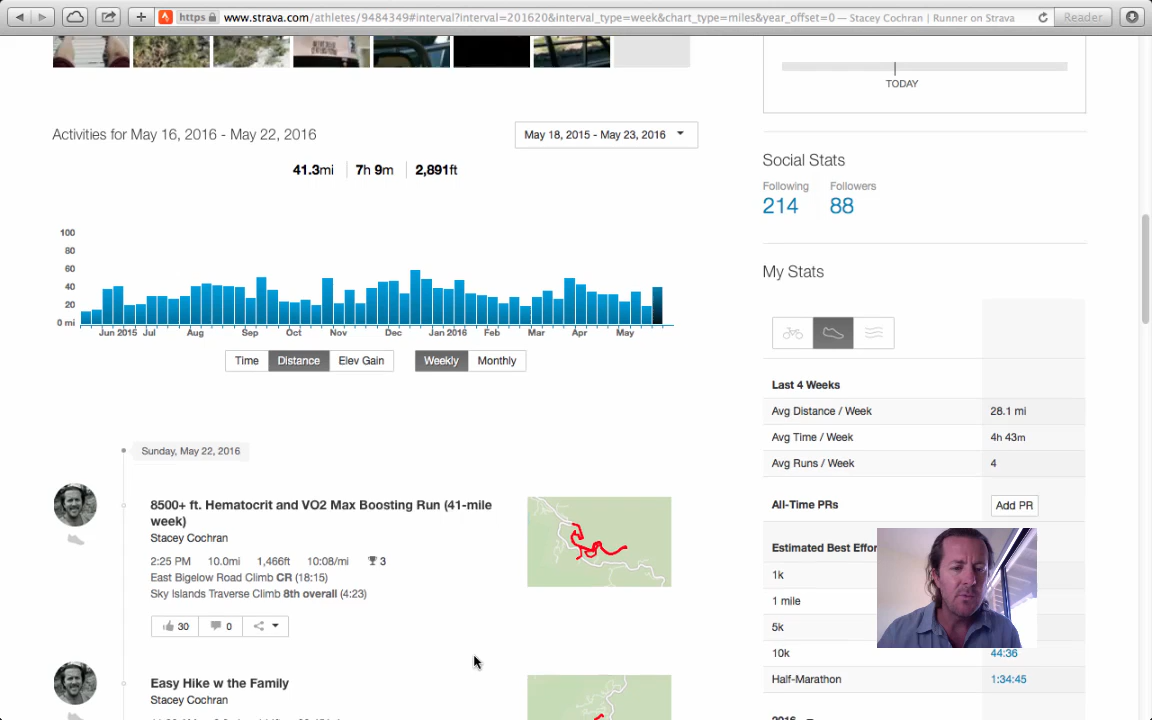 https www.strava.com/athletes/9484349#interval?interval=201620&interval_type=week&chart_type=miles&year_offset=0 — Stacey Cochran | Runner on Strava Reader
TODAY
Activities for May 16, 2016 - May 22, 2016
May 18, 2015 - May 23, 2016
41.3mi 7h 9m 2,891ft
100
80
60
40
20
0 mi
Jun 2015 Jul Aug Sep Oct Nov Dec Jan 2016 Feb Mar Apr May
Time Distance Elev Gain Weekly Monthly
Sunday, May 22, 2016
8500+ ft. Hematocrit and VO2 Max Boosting Run (41-mile
week)
Stacey Cochran
2:25 PM 10.0mi 1,466ft 10:08/mi 3
East Bigelow Road Climb CR (18:15)
Sky Islands Traverse Climb 8th overall (4:23)
30 0
Easy Hike w the Family
Stacey Cochran
Social Stats
Following Followers
214 88
My Stats
Last 4 Weeks
Avg Distance / Week 28.1 mi
Avg Time / Week 4h 43m
Avg Runs / Week 4
All-Time PRs Add PR
Estimated Best Effor
1k
1 mile
5k
10k 44:36
Half-Marathon 1:34:45